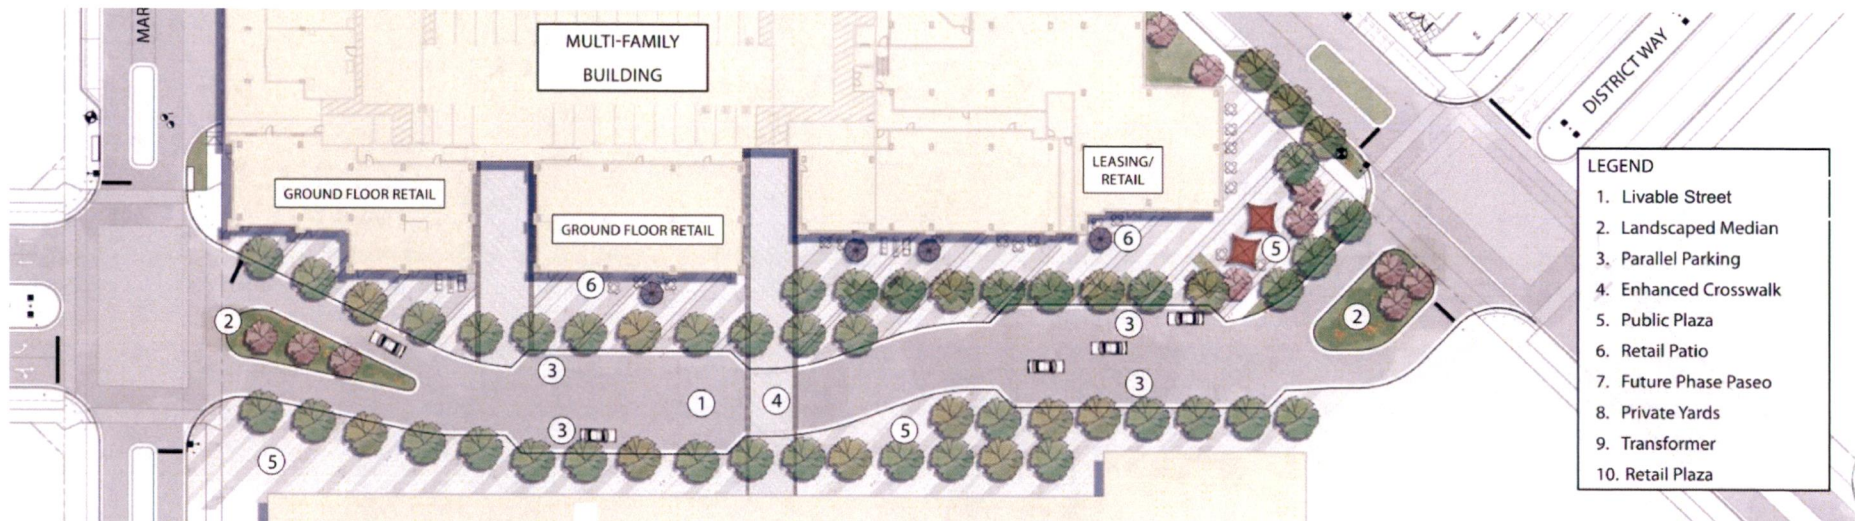 MAR
MULTI-FAMILY
BUILDING
DISTRICT WAY
LEASING/
RETAIL
GROUND FLOOR RETAIL
GROUND FLOOR RETAIL
6
5
6
2
3
2
3
3
1
4
3
5
5
LEGEND
1. Livable Street
2. Landscaped Median
3. Parallel Parking
4. Enhanced Crosswalk
5. Public Plaza
6. Retail Patio
7. Future Phase Paseo
8. Private Yards
9. Transformer
10. Retail Plaza